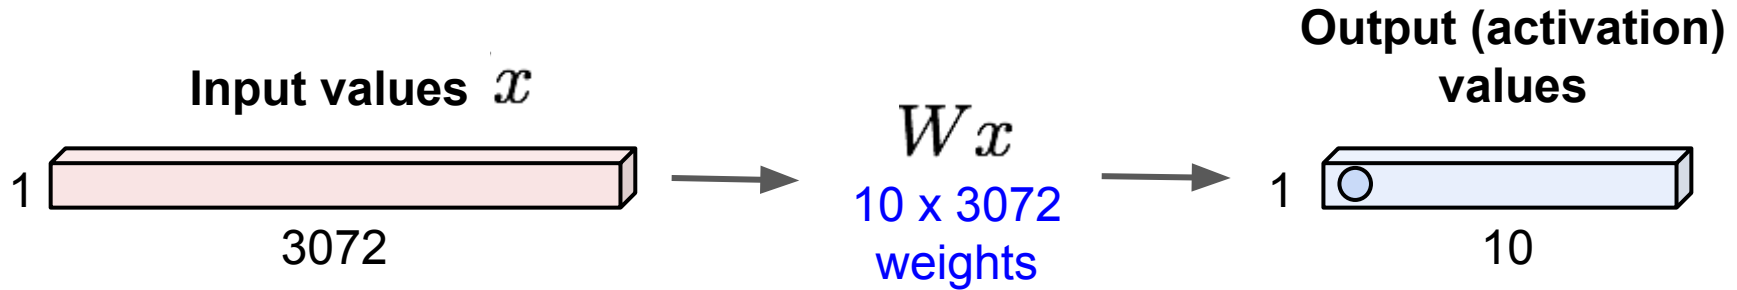 Input values x
1
3072
Wx
10 x 3072
weights
Output (activation)
values
1
10